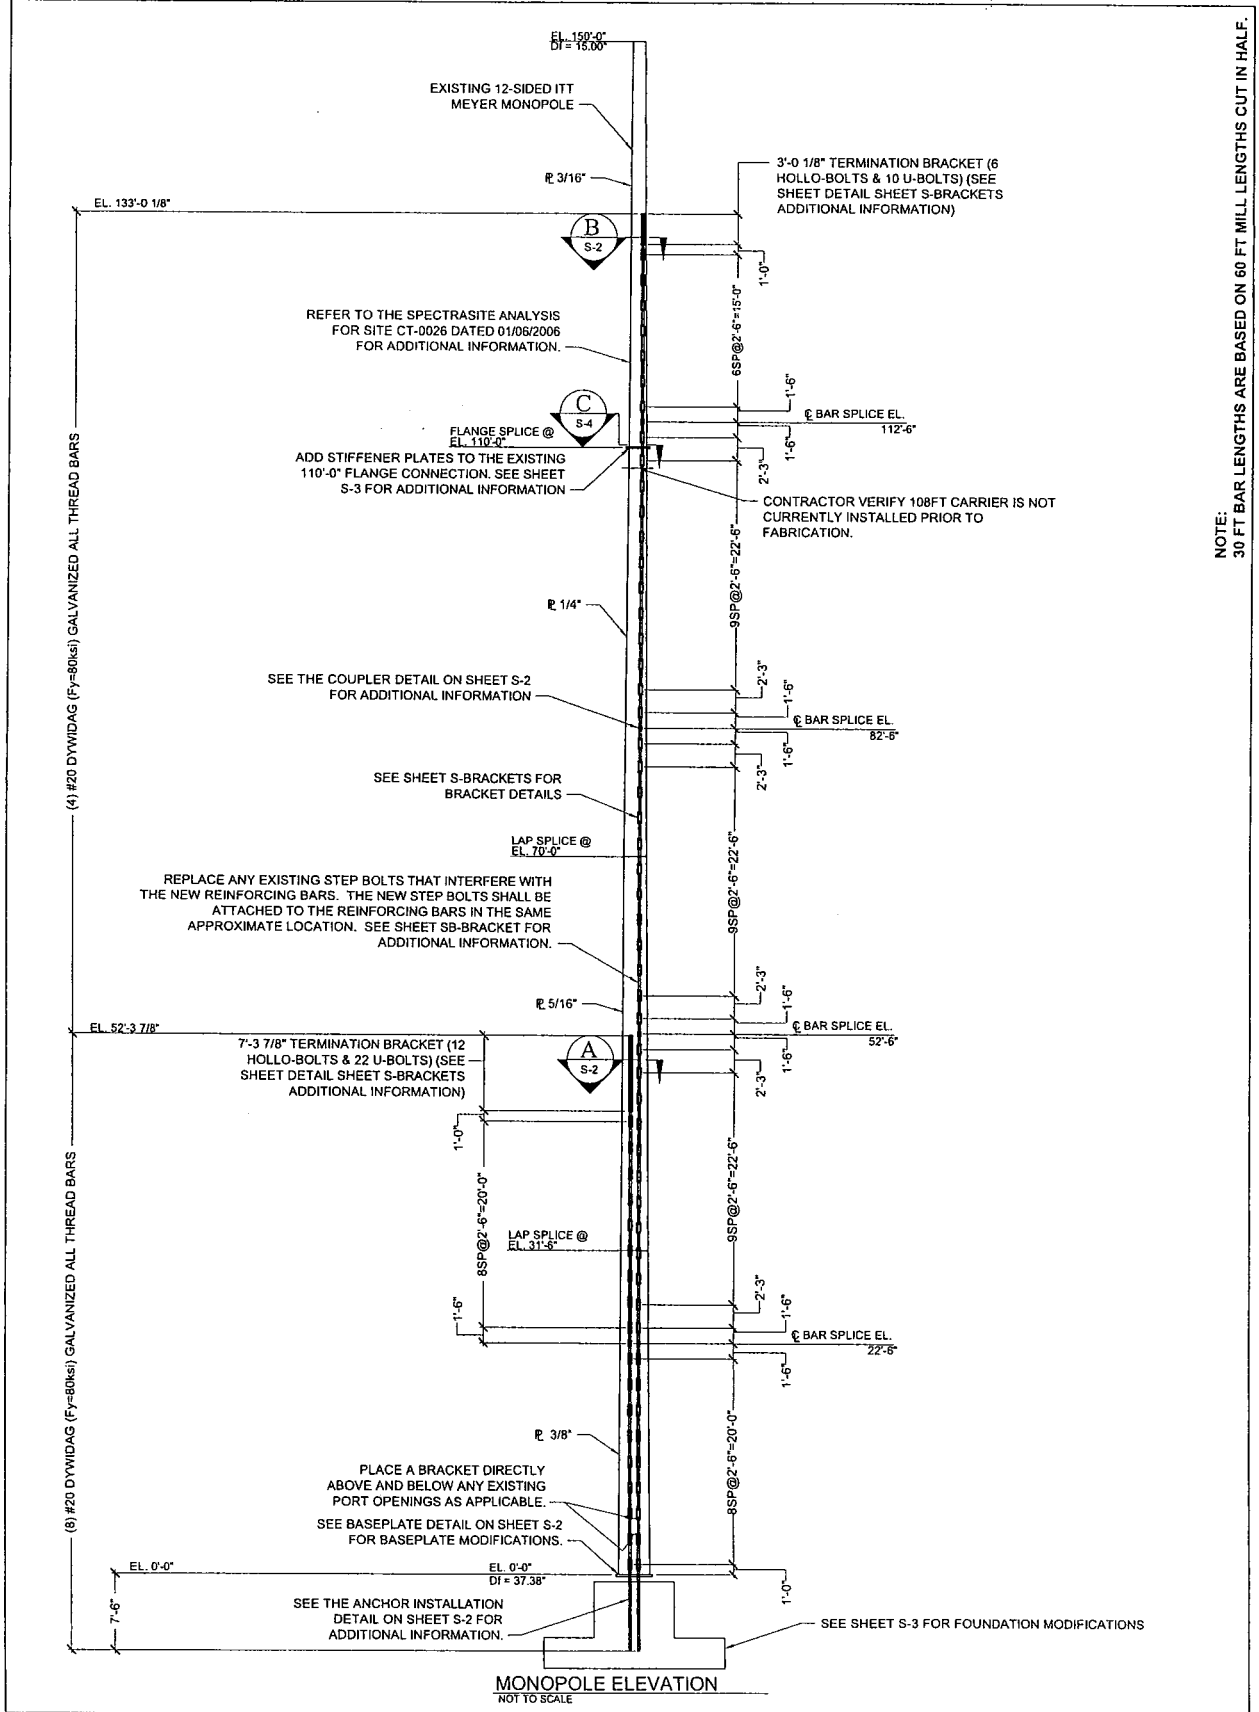 EL. 150'-0"
Df = 15.00"
EXISTING 12-SIDED ITT
MEYER MONOPOLE
PL 3/16"
3'-0 1/8" TERMINATION BRACKET (6
HOLLO-BOLTS & 10 U-BOLTS) (SEE
SHEET DETAIL SHEET S-BRACKETS
ADDITIONAL INFORMATION)
EL. 133'-0 1/8"
B
S-2
1'-0"
6SP@2'-6"=15'-0"
REFER TO THE SPECTRASITE ANALYSIS
FOR SITE CT-0026 DATED 01/06/2006
FOR ADDITIONAL INFORMATION.
C
S-4
1'-6"
℄ BAR SPLICE EL.
112'-6"
1'-6"
2'-3"
FLANGE SPLICE @
EL. 110'-0"
ADD STIFFENER PLATES TO THE EXISTING
110'-0" FLANGE CONNECTION. SEE SHEET
S-3 FOR ADDITIONAL INFORMATION
CONTRACTOR VERIFY 108FT CARRIER IS NOT
CURRENTLY INSTALLED PRIOR TO
FABRICATION.
(4) #20 DYWIDAG (Fy=80ksi) GALVANIZED ALL THREAD BARS
9SP@2'-6"=22'-6"
PL 1/4"
SEE THE COUPLER DETAIL ON SHEET S-2
FOR ADDITIONAL INFORMATION
2'-3"
1'-6"
℄ BAR SPLICE EL.
82'-6"
1'-6"
2'-3"
SEE SHEET S-BRACKETS FOR
BRACKET DETAILS
LAP SPLICE @
EL. 70'-0"
9SP@2'-6"=22'-6"
REPLACE ANY EXISTING STEP BOLTS THAT INTERFERE WITH
THE NEW REINFORCING BARS. THE NEW STEP BOLTS SHALL BE
ATTACHED TO THE REINFORCING BARS IN THE SAME
APPROXIMATE LOCATION. SEE SHEET SB-BRACKET FOR
ADDITIONAL INFORMATION.
PL 5/16"
2'-3"
1'-6"
℄ BAR SPLICE EL.
52'-6"
1'-6"
2'-3"
EL. 52'-3 7/8"
7'-3 7/8" TERMINATION BRACKET (12
HOLLO-BOLTS & 22 U-BOLTS) (SEE
SHEET DETAIL SHEET S-BRACKETS
ADDITIONAL INFORMATION)
A
S-2
1'-0"
8SP@2'-6"=20'-0"
1'-6"
9SP@2'-6"=22'-6"
LAP SPLICE @
EL. 31'-6"
2'-3"
1'-6"
℄ BAR SPLICE EL.
22'-6"
1'-6"
(8) #20 DYWIDAG (Fy=80ksi) GALVANIZED ALL THREAD BARS
PL 3/8"
8SP@2'-6"=20'-0"
PLACE A BRACKET DIRECTLY
ABOVE AND BELOW ANY EXISTING
PORT OPENINGS AS APPLICABLE.
SEE BASEPLATE DETAIL ON SHEET S-2
FOR BASEPLATE MODIFICATIONS.
EL. 0'-0"
EL. 0'-0"
Df = 37.38"
1'-0"
7'-6"
SEE THE ANCHOR INSTALLATION
DETAIL ON SHEET S-2 FOR
ADDITIONAL INFORMATION.
SEE SHEET S-3 FOR FOUNDATION MODIFICATIONS
MONOPOLE ELEVATION
NOT TO SCALE
NOTE:
30 FT BAR LENGTHS ARE BASED ON 60 FT MILL LENGTHS CUT IN HALF.